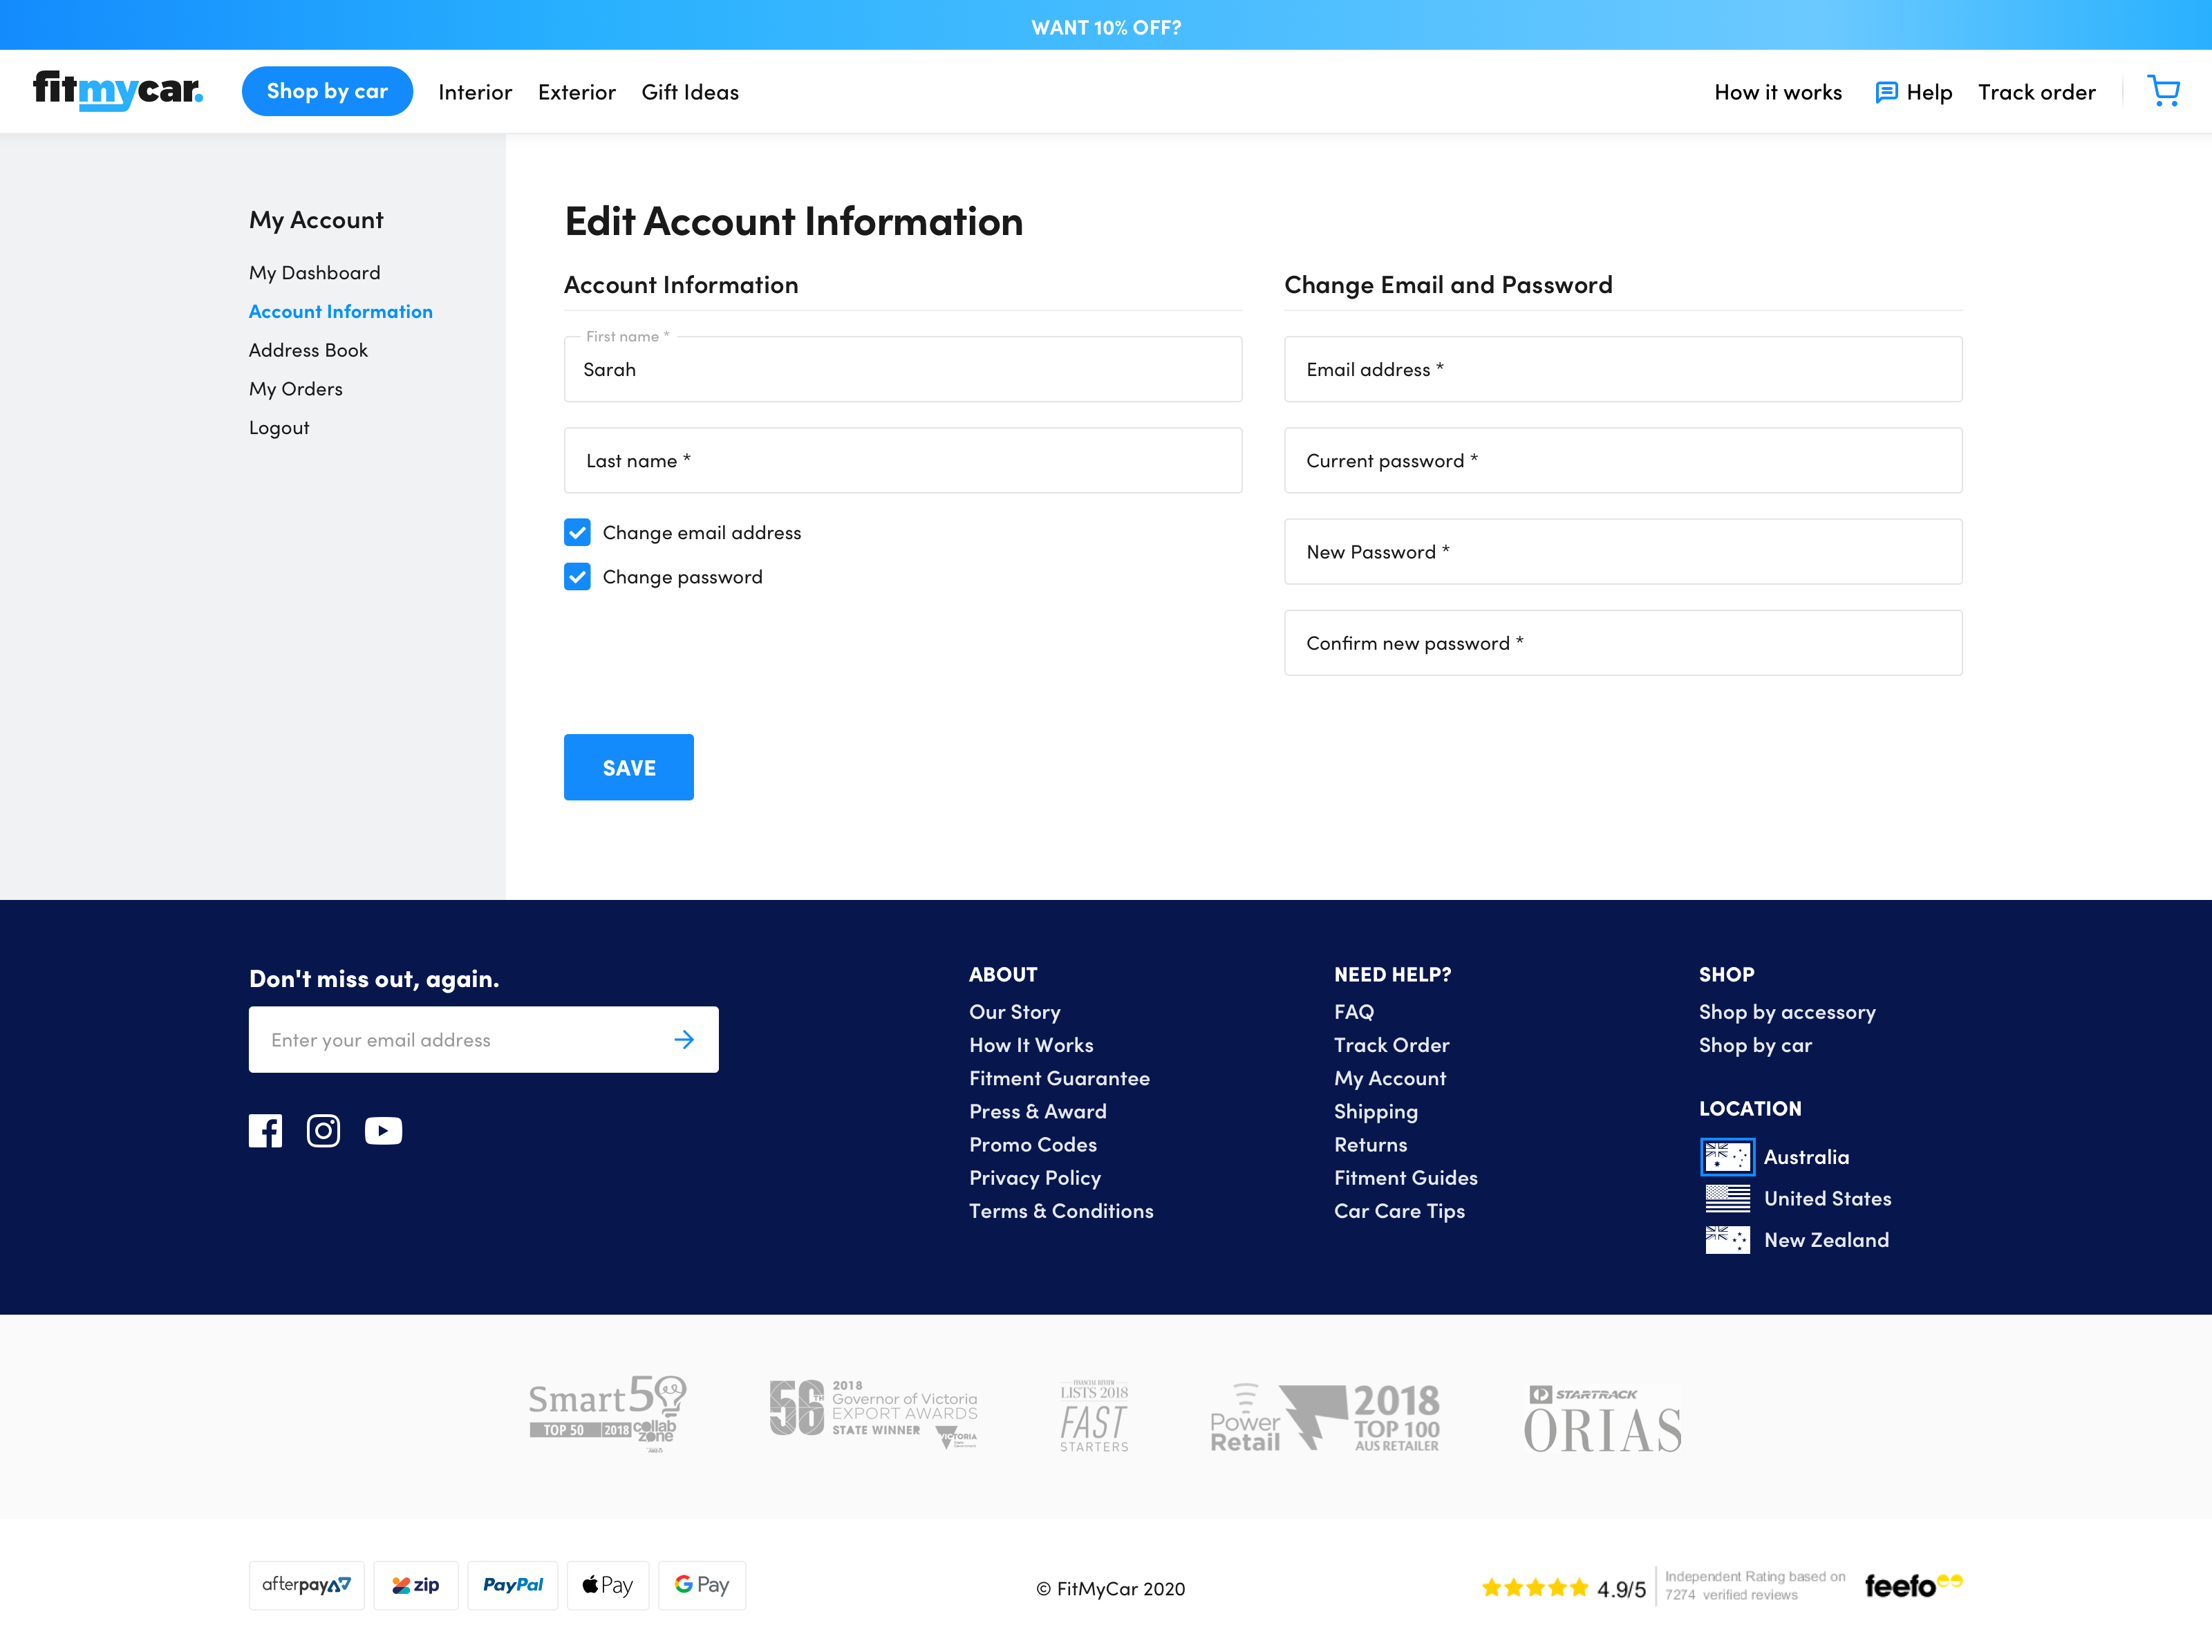 WANT 10% OFF?
fitmycar.
Shop by car
Interior
Exterior
Gift Ideas
How it works
Help
Track order
My Account
My Dashboard
Account Information
Address Book
My Orders
Logout
Edit Account Information
Account Information
First name *
Sarah
Last name *
Change email address
Change password
Change Email and Password
Email address *
Current password *
New Password *
Confirm new password *
SAVE
Don't miss out, again.
Enter your email address
ABOUT
Our Story
How It Works
Fitment Guarantee
Press & Award
Promo Codes
Privacy Policy
Terms & Conditions
NEED HELP?
FAQ
Track Order
My Account
Shipping
Returns
Fitment Guides
Car Care Tips
SHOP
Shop by accessory
Shop by car
LOCATION
Australia
United States
New Zealand
Smart50
TOP 50 2018
collab
zone
56TH
2018
Governor of Victoria
EXPORT AWARDS
STATE WINNER
VICTORIA
FINANCIAL REVIEW
LISTS 2018
FAST
STARTERS
Power
Retail
2018
TOP 100
AUS RETAILER
STARTRACK
ORIAS
afterpay
zip
PayPal
Pay
G Pay
© FitMyCar 2020
4.9/5
Independent Rating based on
7274 verified reviews
feefo